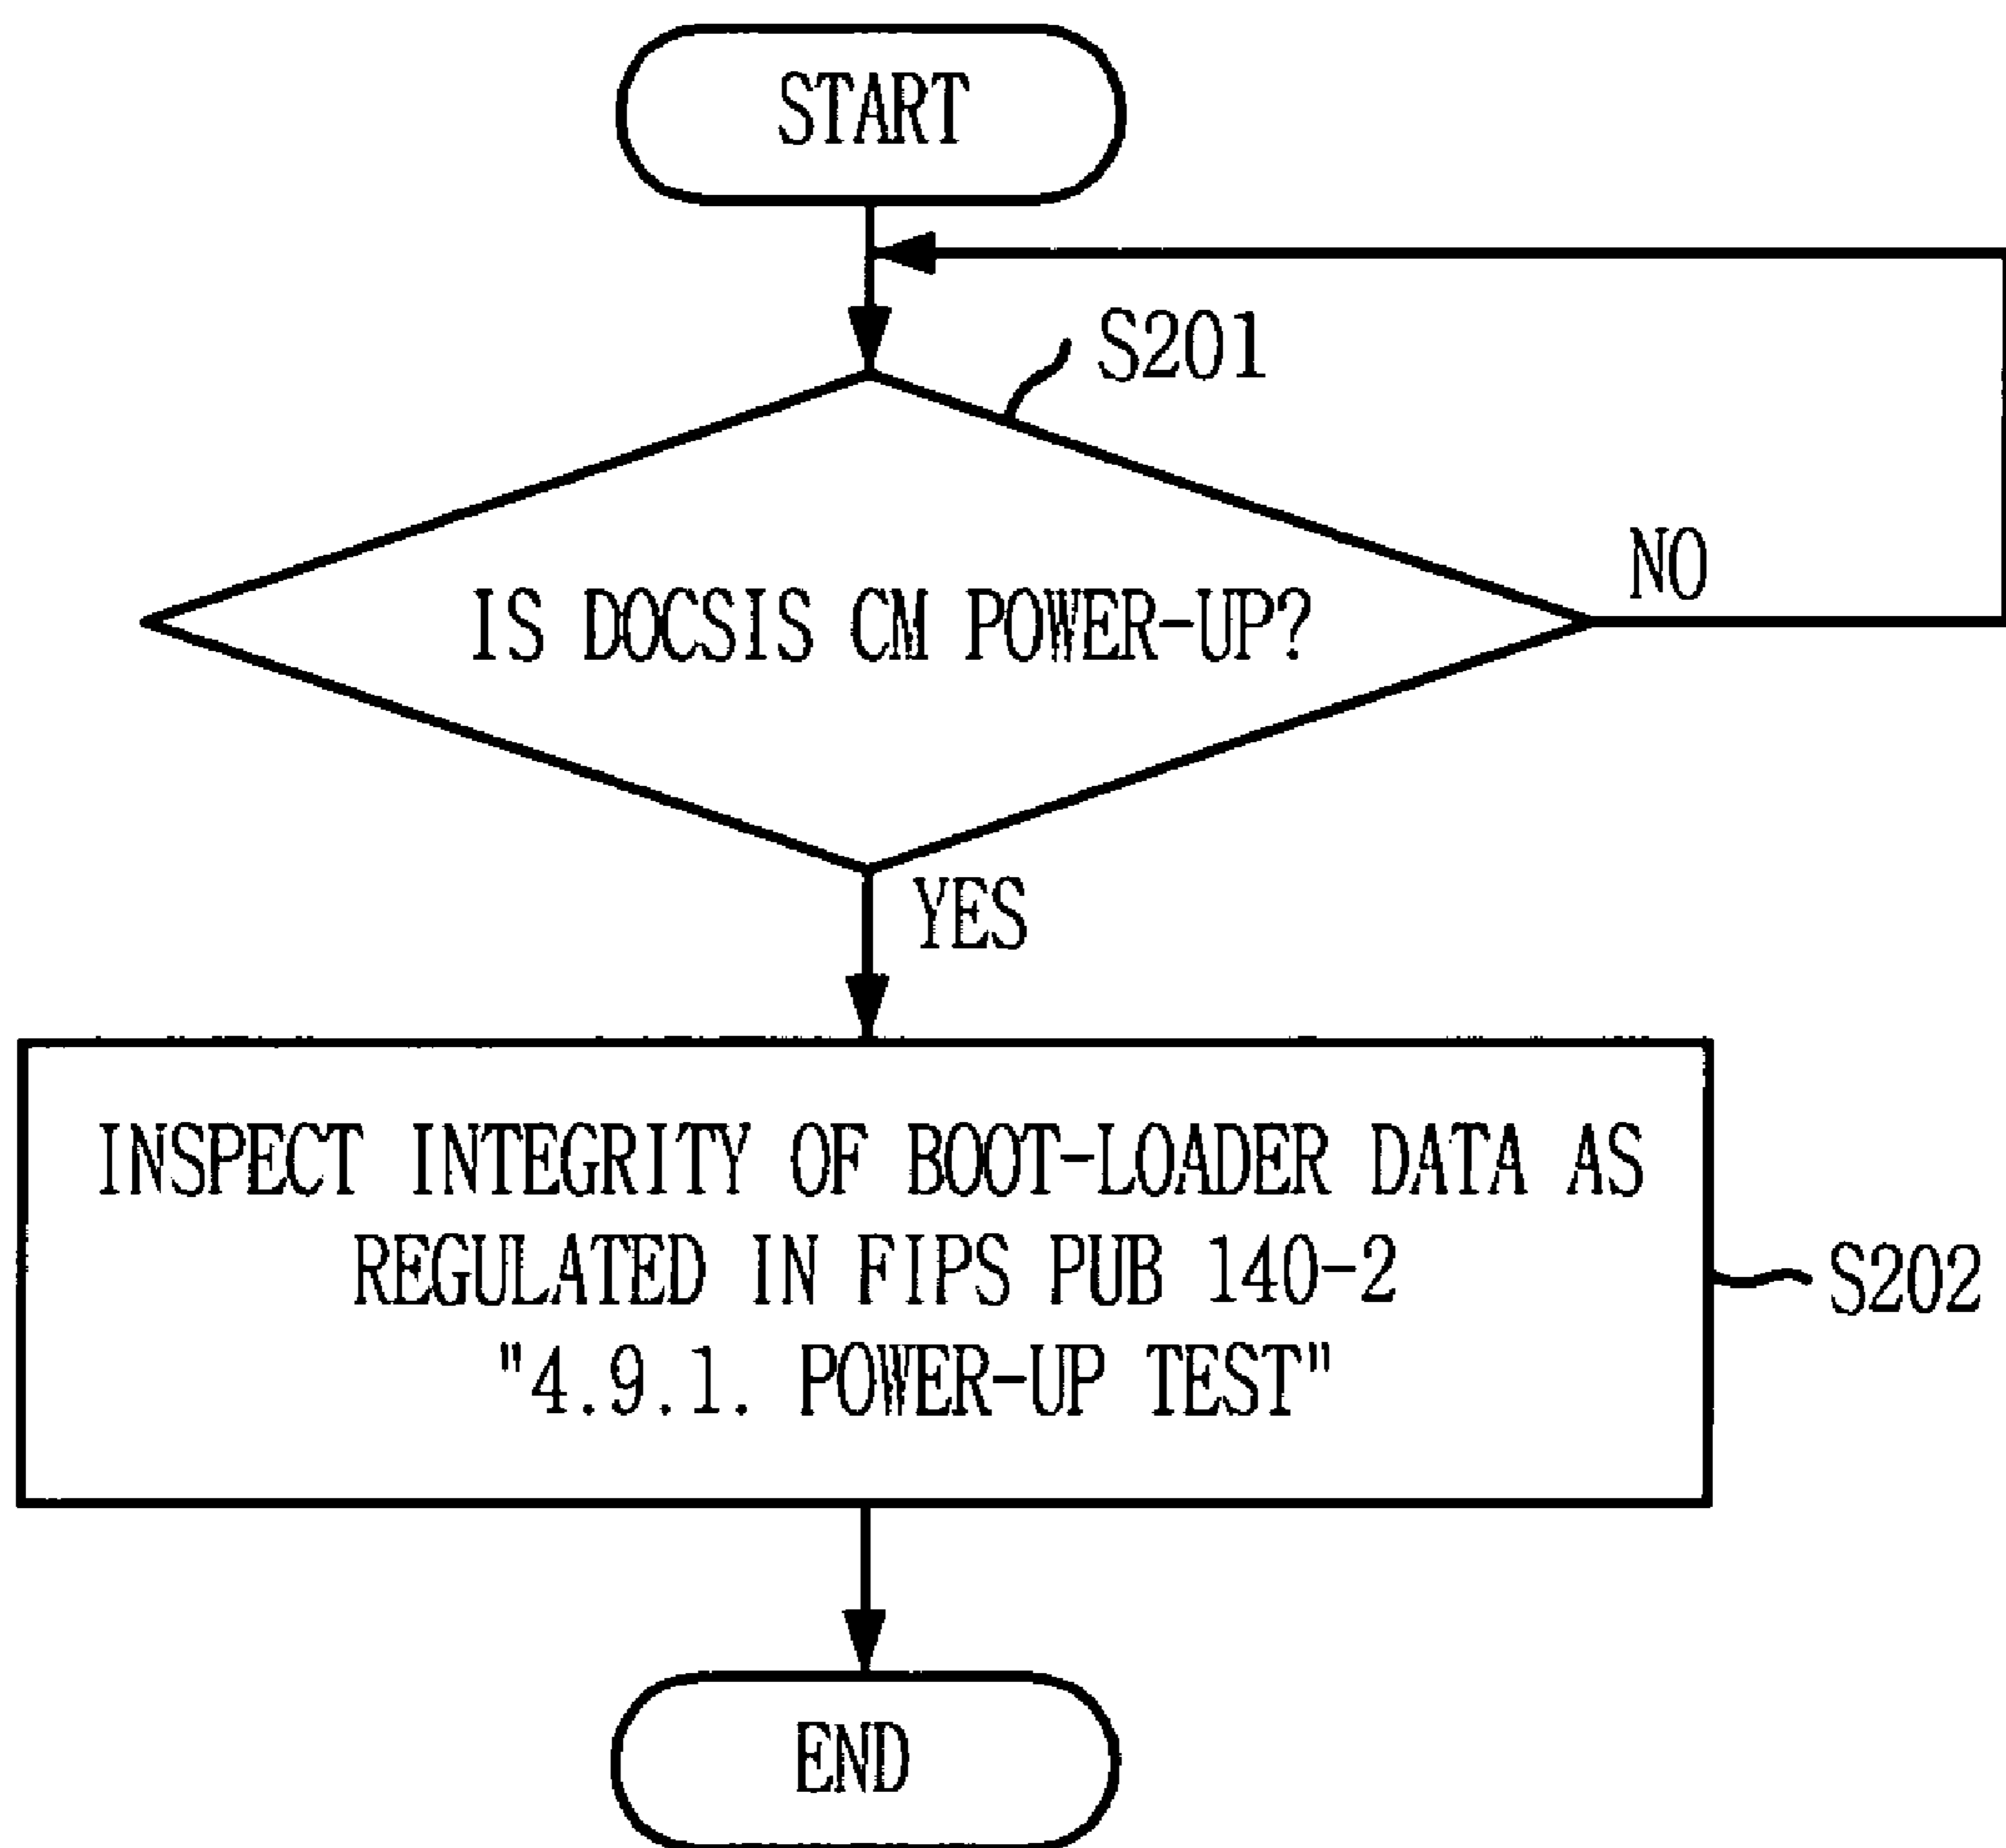 START
S201
IS DOCSIS CM POWER-UP?
NO
YES
INSPECT INTEGRITY OF BOOT-LOADER DATA AS
REGULATED IN FIPS PUB 140-2
"4.9.1. POWER-UP TEST"
S202
END